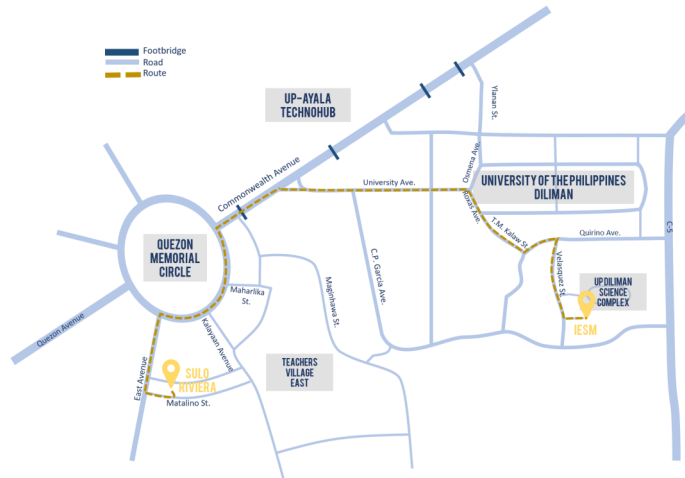 Footbridge
Road
Route
UP-AYALA
TECHNOHUB
Ylanan St.
Commonwealth Avenue
University Ave.
Osmena Ave.
UNIVERSITY OF THE PHILIPPINES
DILIMAN
Roxas Ave.
T.M. Kalaw St.
Quirino Ave.
C-5
QUEZON
MEMORIAL
CIRCLE
C.P. Garcia Ave.
Velasquez St.
UP DILIMAN
SCIENCE
COMPLEX
IESM
Maharlika
St.
Maginhawa St.
Quezon Avenue
Kalayaan Avenue
East Avenue
SULO
RIVIERA
Matalino St.
TEACHERS
VILLAGE
EAST